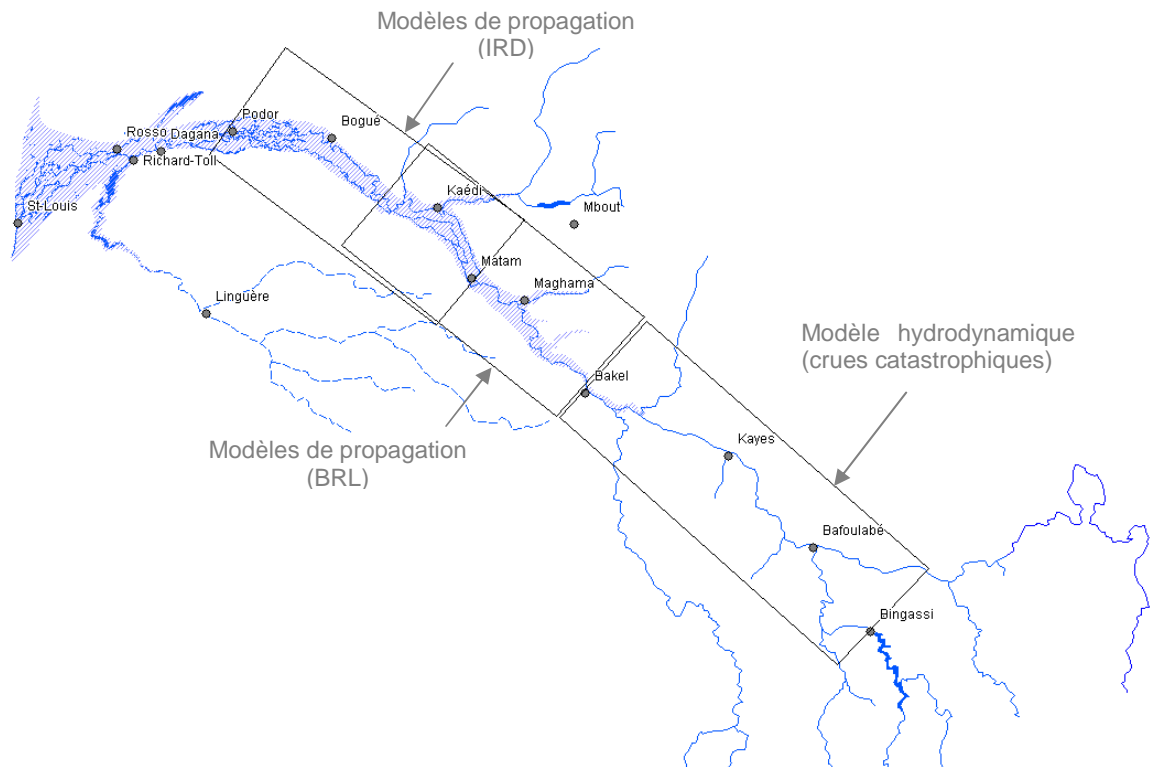 Modèles de propagation
(IRD)
Podor
Bogué
Rosso
Dagana
Richard-Toll
Kaédi
Mbout
St-Louis
Matam
Maghama
Linguère
Modèle hydrodynamique
(crues catastrophiques)
Bakel
Modèles de propagation
(BRL)
Kayes
Bafoulabé
Bingassi